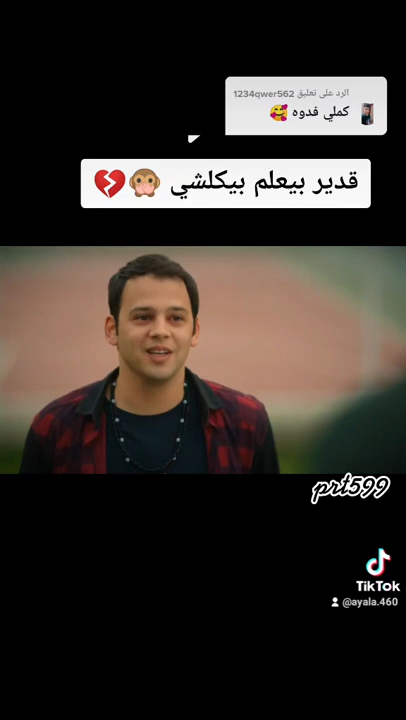 الرد على تعليق 1234qwer562
كملي فدوه 🥰
قدير بيعلم بيكلشي 🙊💔
prt599
TikTok
@ayala.460